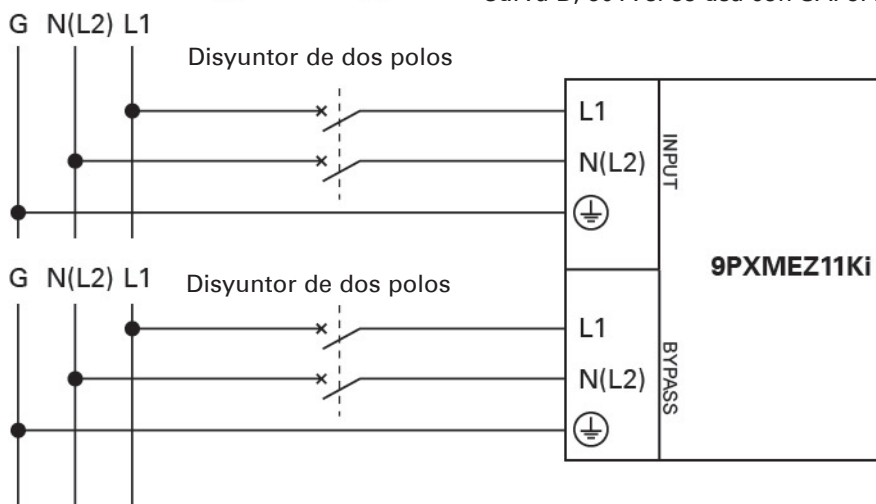 G N(L2) L1
Disyuntor de dos polos
L1
N(L2)
INPUT
9PXMEZ11Ki
G N(L2) L1
Disyuntor de dos polos
L1
N(L2)
BYPASS